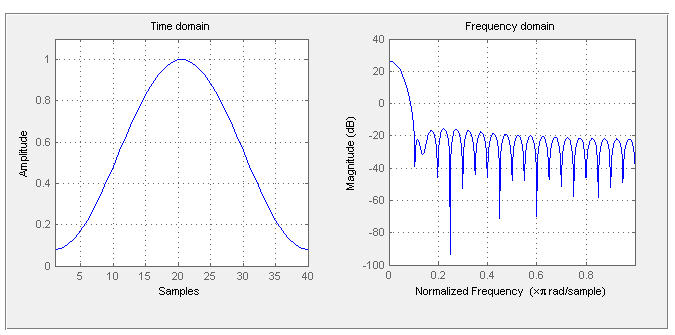 Time domain
Amplitude
1
0.8
0.6
0.4
0.2
0
5 10 15 20 25 30 35 40
Samples
Frequency domain
Magnitude (dB)
40
20
0
-20
-40
-60
-80
-100
0 0.2 0.4 0.6 0.8
Normalized Frequency (×π rad/sample)